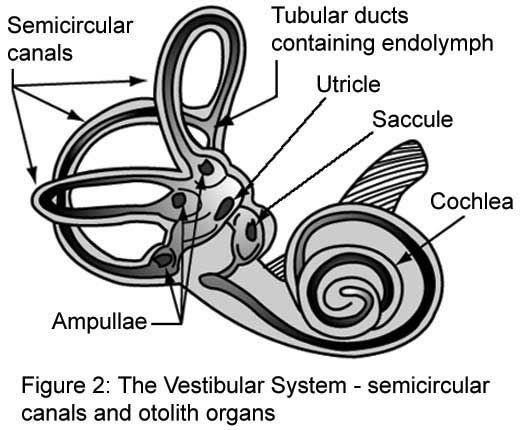 Semicircular
canals
Tubular ducts
containing endolymph
Utricle
Saccule
Cochlea
Ampullae
Figure 2: The Vestibular System - semicircular
canals and otolith organs